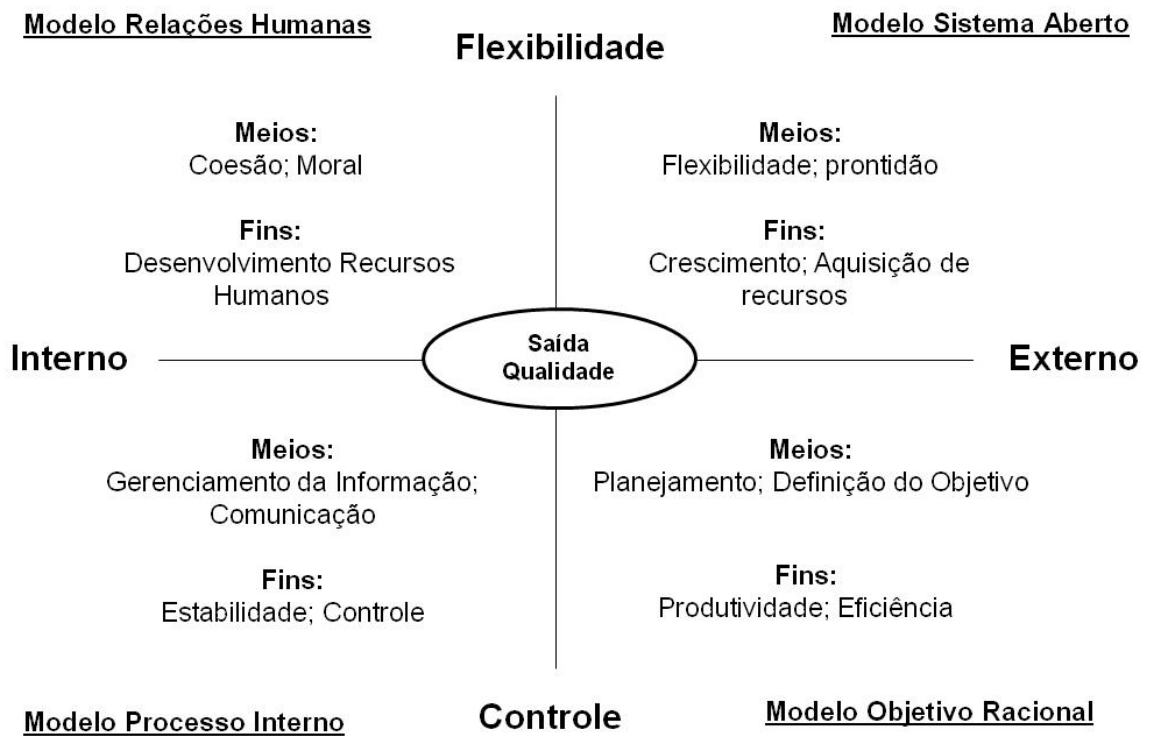 Modelo Relações Humanas
Modelo Sistema Aberto
Flexibilidade
Meios:
Coesão; Moral
Fins:
Desenvolvimento Recursos
Humanos
Meios:
Flexibilidade; prontidão
Fins:
Crescimento; Aquisição de
recursos
Interno
Saída
Qualidade
Externo
Meios:
Gerenciamento da Informação;
Comunicação
Fins:
Estabilidade; Controle
Meios:
Planejamento; Definição do Objetivo
Fins:
Produtividade; Eficiência
Modelo Processo Interno
Controle
Modelo Objetivo Racional